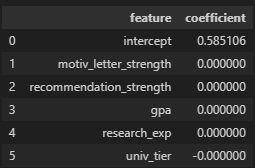 feature coefficient
0 intercept 0.585106
1 motiv_letter_strength 0.000000
2 recommendation_strength 0.000000
3 gpa 0.000000
4 research_exp 0.000000
5 univ_tier -0.000000